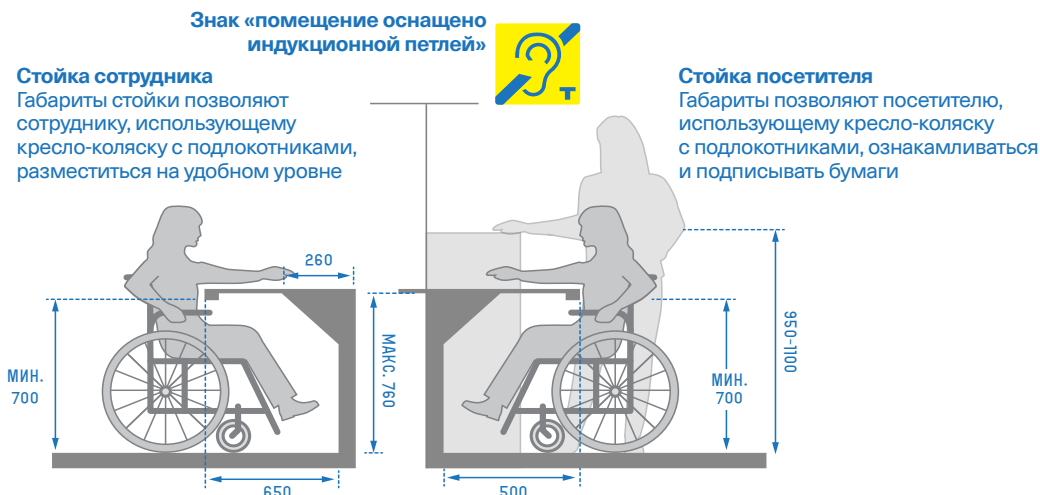 Знак «помещение оснащено
индукционной петлей»
Т
Стойка сотрудника
Габариты стойки позволяют
сотруднику, использующему
кресло-коляску с подлокотниками,
разместиться на удобном уровне
Стойка посетителя
Габариты позволяют посетителю,
использующему кресло-коляску
с подлокотниками, ознакамливаться
и подписывать бумаги
260
МИН.
700
МАКС. 760
650
500
МИН.
700
950-1100